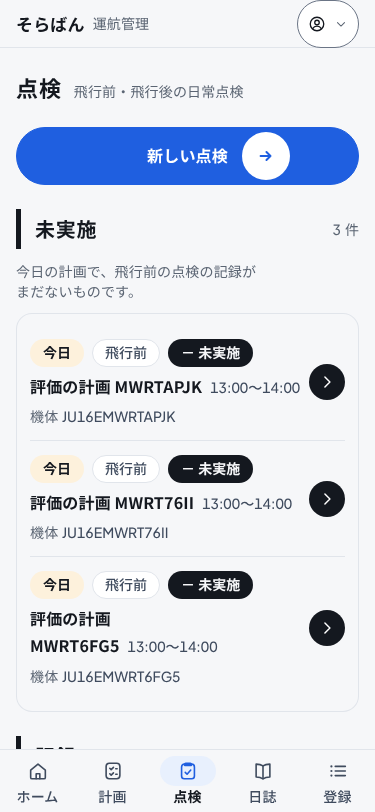 そらばん 運航管理
点検 飛行前・飛行後の日常点検
新しい点検
未実施 3 件
今日の計画で、飛行前の点検の記録が
まだないものです。
今日 飛行前 − 未実施
評価の計画 MWRTAPJK 13:00〜14:00
機体 JU16EMWRTAPJK
今日 飛行前 − 未実施
評価の計画 MWRT76II 13:00〜14:00
機体 JU16EMWRT76II
今日 飛行前 − 未実施
評価の計画
MWRT6FG5 13:00〜14:00
機体 JU16EMWRT6FG5
ホーム 計画 点検 日誌 登録